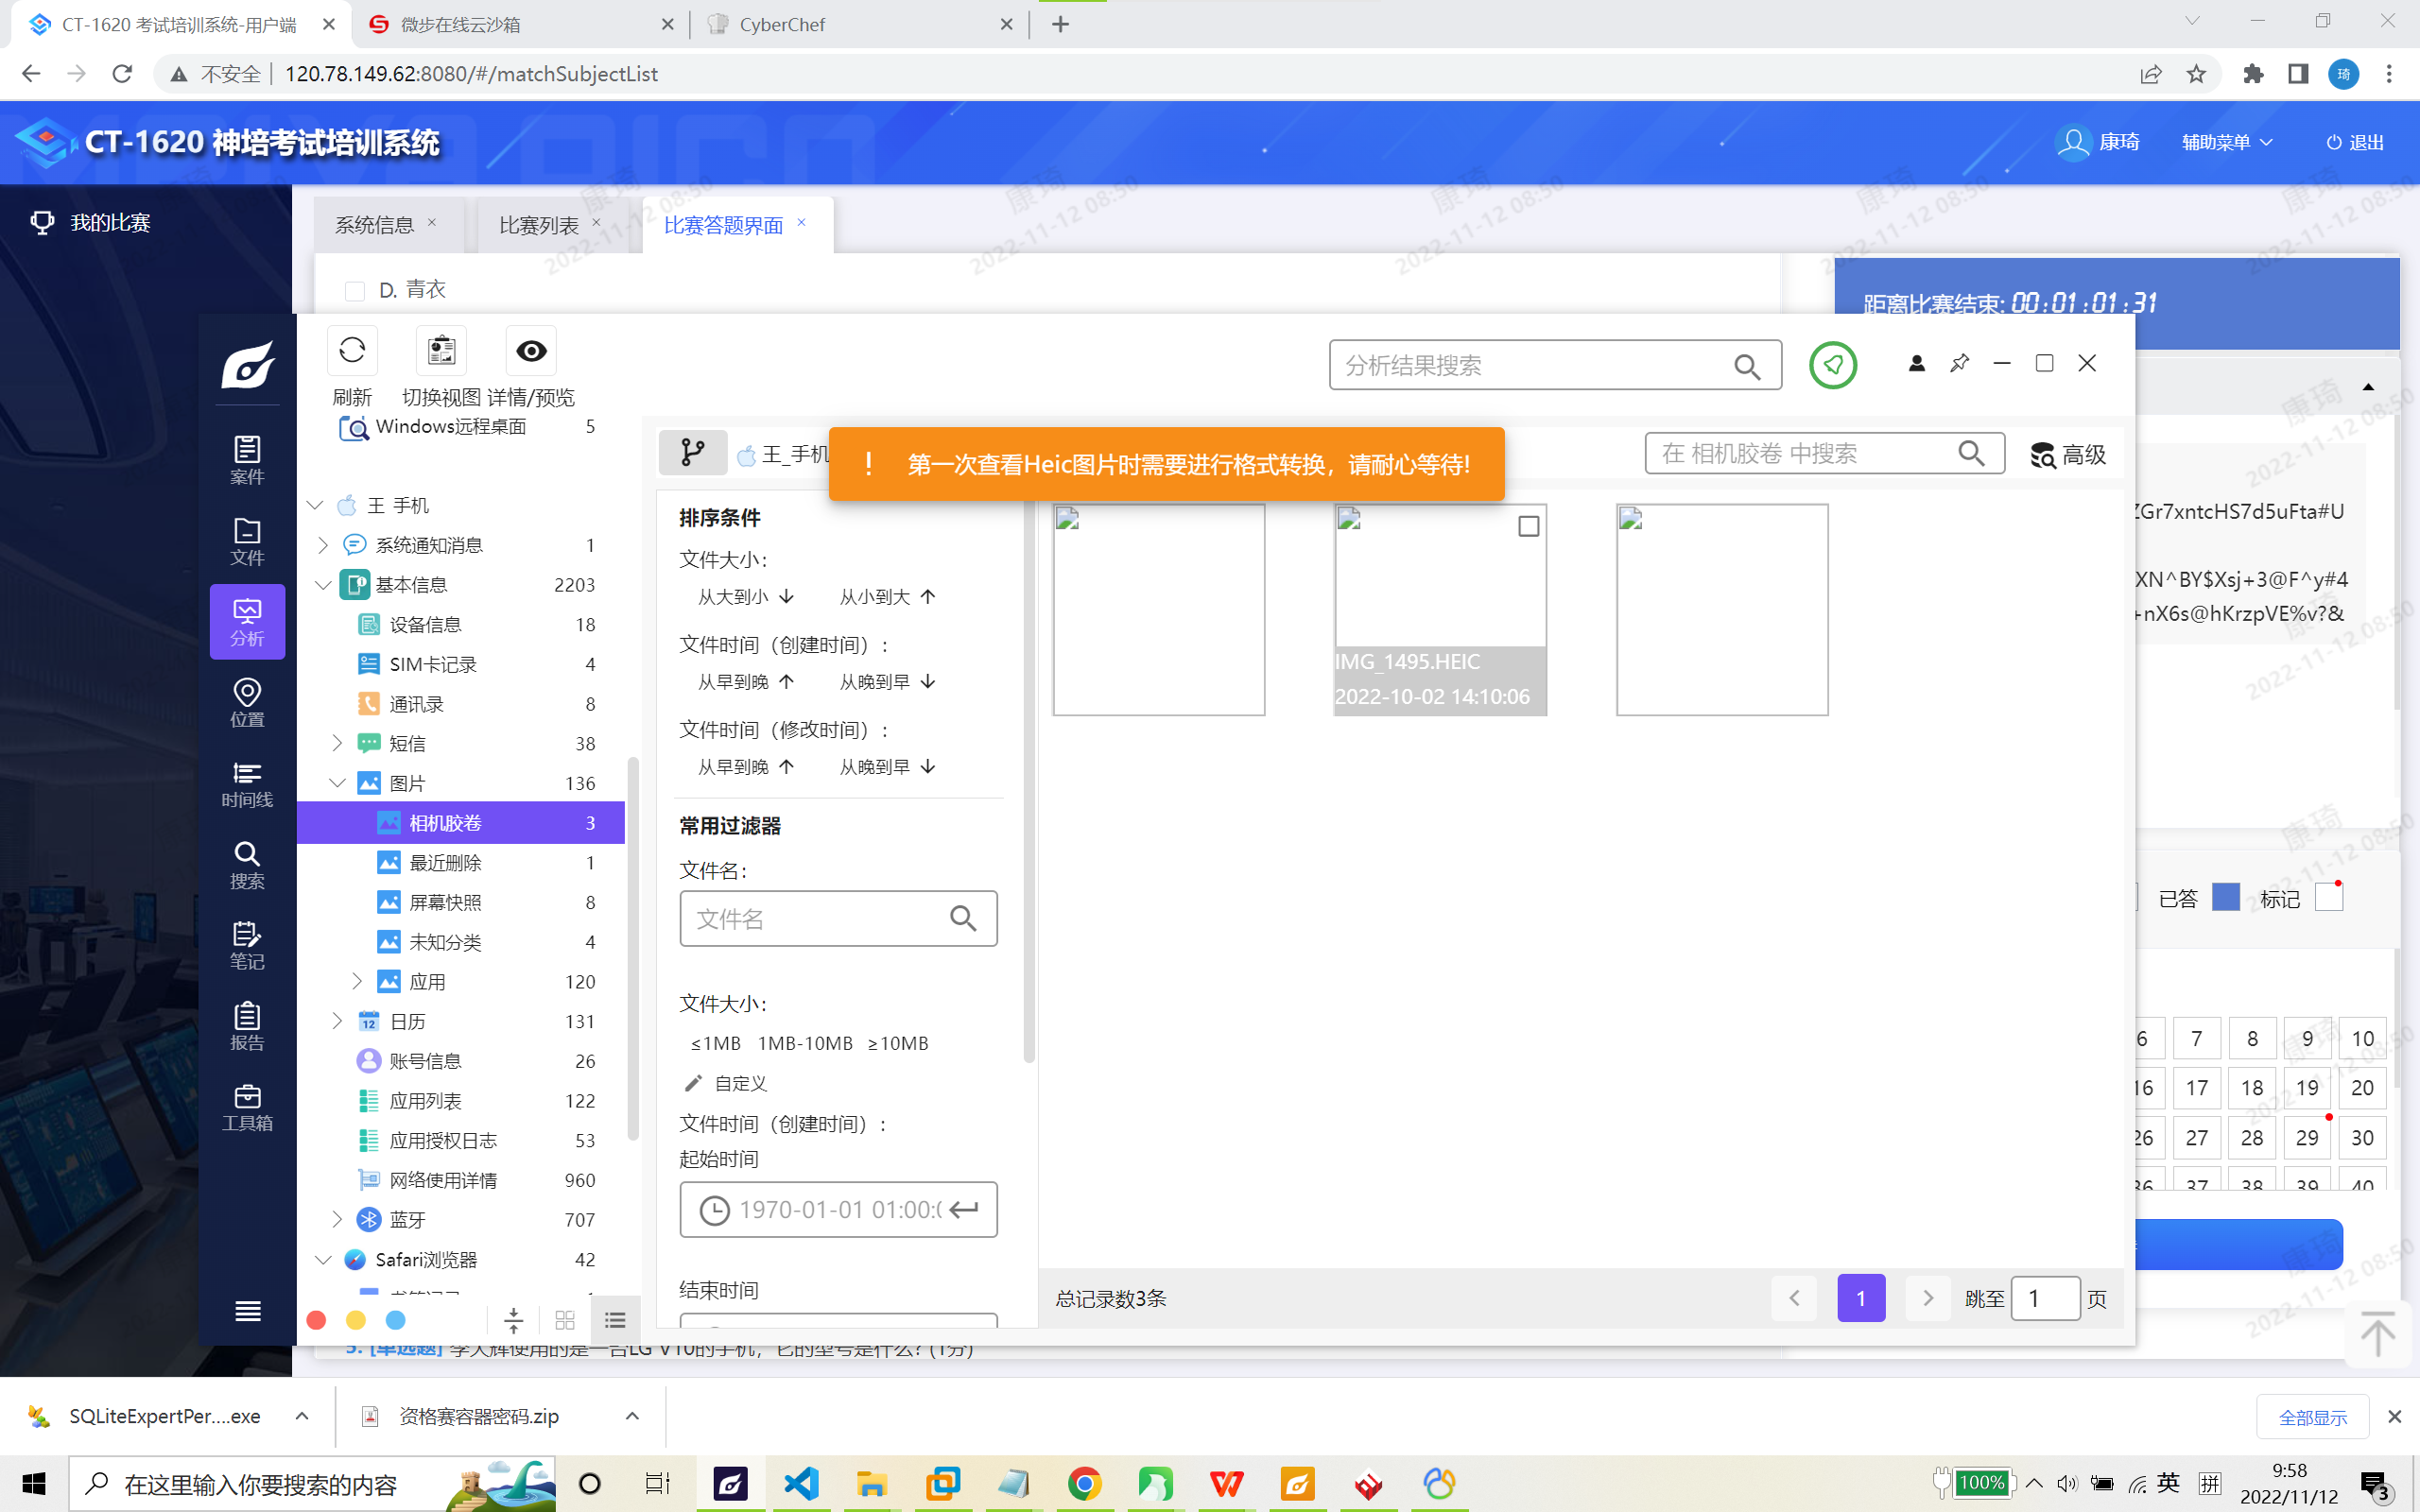 CT-1620 考试培训系统-用户端
微步在线云沙箱
CyberChef
不安全
120.78.149.62:8080/#/matchSubjectList
琦
CT-1620 神培考试培训系统
康琦
辅助菜单
退出
我的比赛
系统信息
比赛列表
比赛答题界面
D. 青衣
距离比赛结束: 00:01:01:31
刷新
切换视图
详情/预览
分析结果搜索
案件
文件
分析
位置
时间线
搜索
笔记
报告
工具箱
Windows远程桌面 5
王_手机
系统通知消息 1
基本信息 2203
设备信息 18
SIM卡记录 4
通讯录 8
短信 38
图片 136
相机胶卷 3
最近删除 1
屏幕快照 8
未知分类 4
应用 120
日历 131
账号信息 26
应用列表 122
应用授权日志 53
网络使用详情 960
蓝牙 707
Safari浏览器 42
王_手机
! 第一次查看Heic图片时需要进行格式转换，请耐心等待!
在 相机胶卷 中搜索
高级
排序条件
文件大小：
从大到小 ↓ 从小到大 ↑
文件时间（创建时间）：
从早到晚 ↑ 从晚到早 ↓
文件时间（修改时间）：
从早到晚 ↑ 从晚到早 ↓
常用过滤器
文件名：
文件名
文件大小：
≤1MB 1MB-10MB ≥10MB
自定义
文件时间（创建时间）：
起始时间
1970-01-01 01:00:0
结束时间
IMG_1495.HEIC
2022-10-02 14:10:06
总记录数3条
1
跳至 1 页
ZGr7xntcHS7d5uFta#U
XN^BY$Xsj+3@F^y#4
+nX6s@hKrzpVE%v?&
已答
标记
6 7 8 9 10
16 17 18 19 20
26 27 28 29 30
36 37 38 39 40
5. [单选题] 李大辉使用的是一台LG V10的手机，它的型号是什么? (1分)
康琦
2022-11-12 08:50
SQLiteExpertPer....exe
资格赛容器密码.zip
全部显示
在这里输入你要搜索的内容
100%
英
拼
9:58
2022/11/12
3